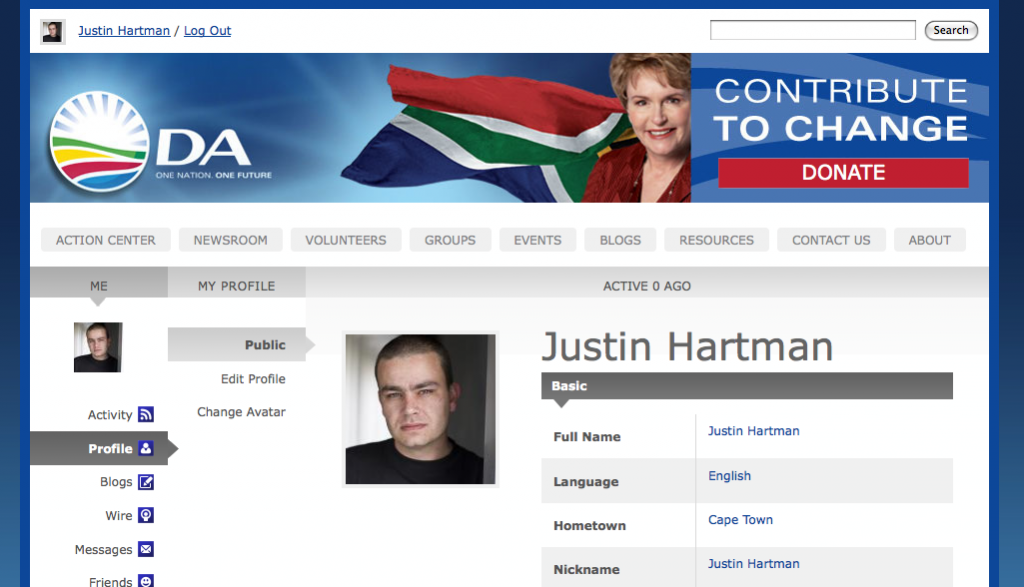 Justin Hartman / Log Out
Search
DA
ONE NATION. ONE FUTURE
CONTRIBUTE
TO CHANGE
DONATE
ACTION CENTER
NEWSROOM
VOLUNTEERS
GROUPS
EVENTS
BLOGS
RESOURCES
CONTACT US
ABOUT
ME
MY PROFILE
ACTIVE 0 AGO
Activity
Profile
Blogs
Wire
Messages
Friends
Public
Edit Profile
Change Avatar
Justin Hartman
Basic
Full Name
Justin Hartman
Language
English
Hometown
Cape Town
Nickname
Justin Hartman